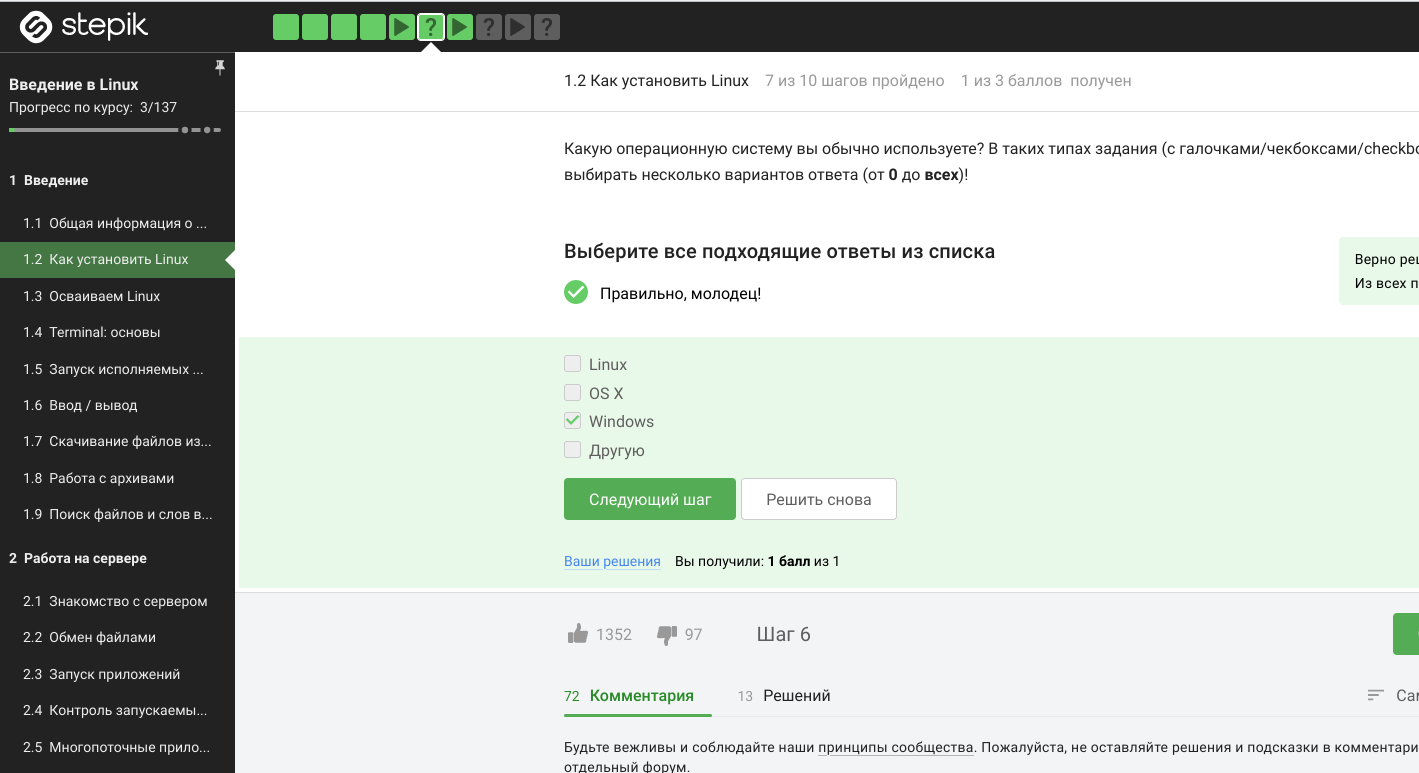 stepik
? ? ?
Введение в Linux
Прогресс по курсу: 3/137
1 Введение
1.1 Общая информация о ...
1.2 Как установить Linux
1.3 Осваиваем Linux
1.4 Terminal: основы
1.5 Запуск исполняемых ...
1.6 Ввод / вывод
1.7 Скачивание файлов из...
1.8 Работа с архивами
1.9 Поиск файлов и слов в...
2 Работа на сервере
2.1 Знакомство с сервером
2.2 Обмен файлами
2.3 Запуск приложений
2.4 Контроль запускаемы...
2.5 Многопоточные прило...
1.2 Как установить Linux 7 из 10 шагов пройдено 1 из 3 баллов получен
Какую операционную систему вы обычно используете? В таких типах задания (с галочками/чекбоксами/checkbo
выбирать несколько вариантов ответа (от 0 до всех)!
Выберите все подходящие ответы из списка
Правильно, молодец!
Верно реш
Из всех п
Linux
OS X
Windows
Другую
Следующий шаг Решить снова
Ваши решения Вы получили: 1 балл из 1
1352 97 Шаг 6
72 Комментария 13 Решений
Сам
Будьте вежливы и соблюдайте наши принципы сообщества. Пожалуйста, не оставляйте решения и подсказки в комментари
отдельный форум.